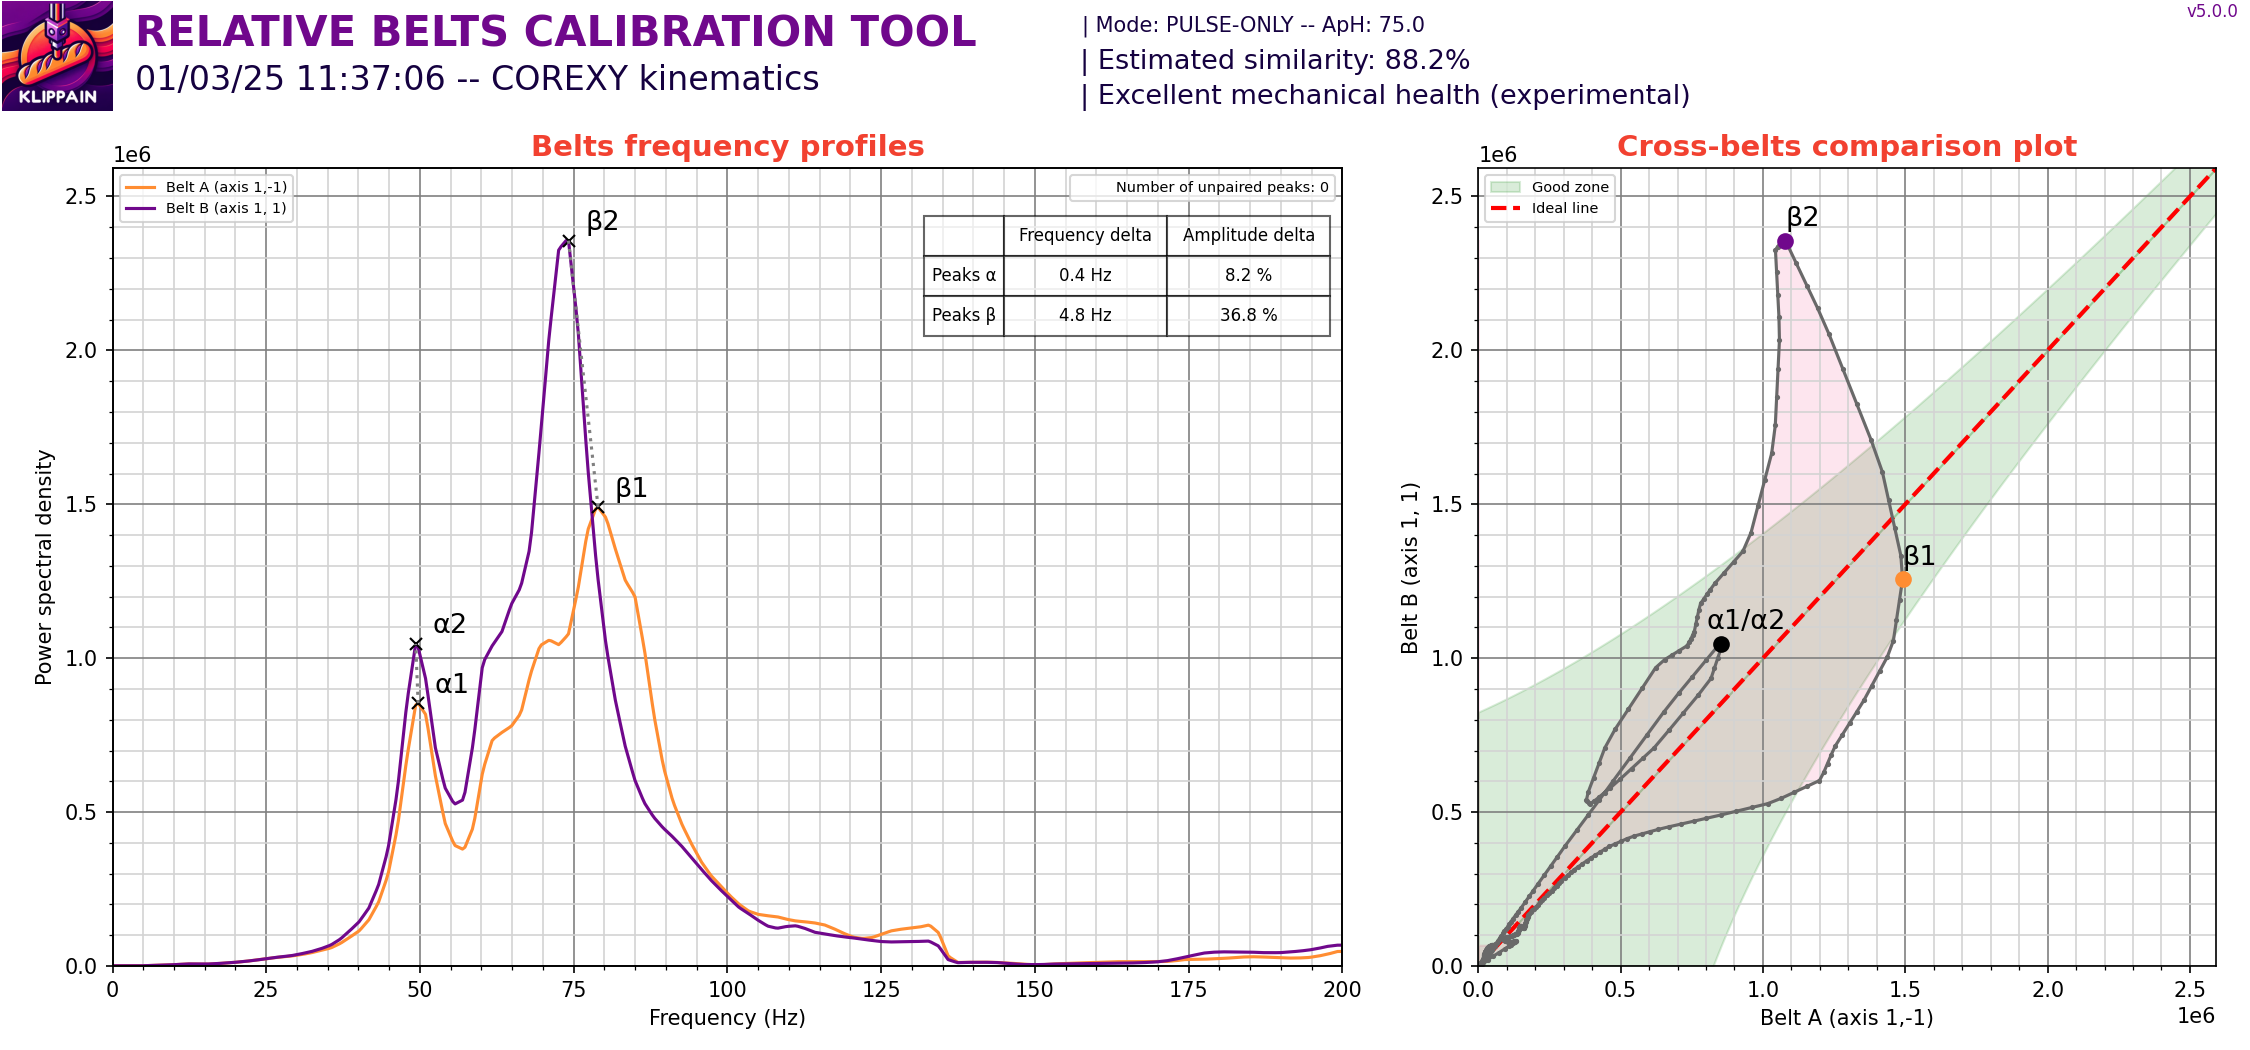 KLIPPAIN
RELATIVE BELTS CALIBRATION TOOL
01/03/25 11:37:06 -- COREXY kinematics
| Mode: PULSE-ONLY -- ApH: 75.0
| Estimated similarity: 88.2%
| Excellent mechanical health (experimental)
v5.0.0
Belts frequency profiles
1e6
Belt A (axis 1,-1)
Belt B (axis 1, 1)
Number of unpaired peaks: 0
Frequency delta Amplitude delta
Peaks α 0.4 Hz 8.2 %
Peaks β 4.8 Hz 36.8 %
β2
β1
α2
α1
Power spectral density
2.5
2.0
1.5
1.0
0.5
0.0
0 25 50 75 100 125 150 175 200
Frequency (Hz)
Cross-belts comparison plot
1e6
Good zone
Ideal line
β2
β1
α1/α2
Belt B (axis 1, 1)
2.5
2.0
1.5
1.0
0.5
0.0
0.0 0.5 1.0 1.5 2.0 2.5
Belt A (axis 1,-1)
1e6